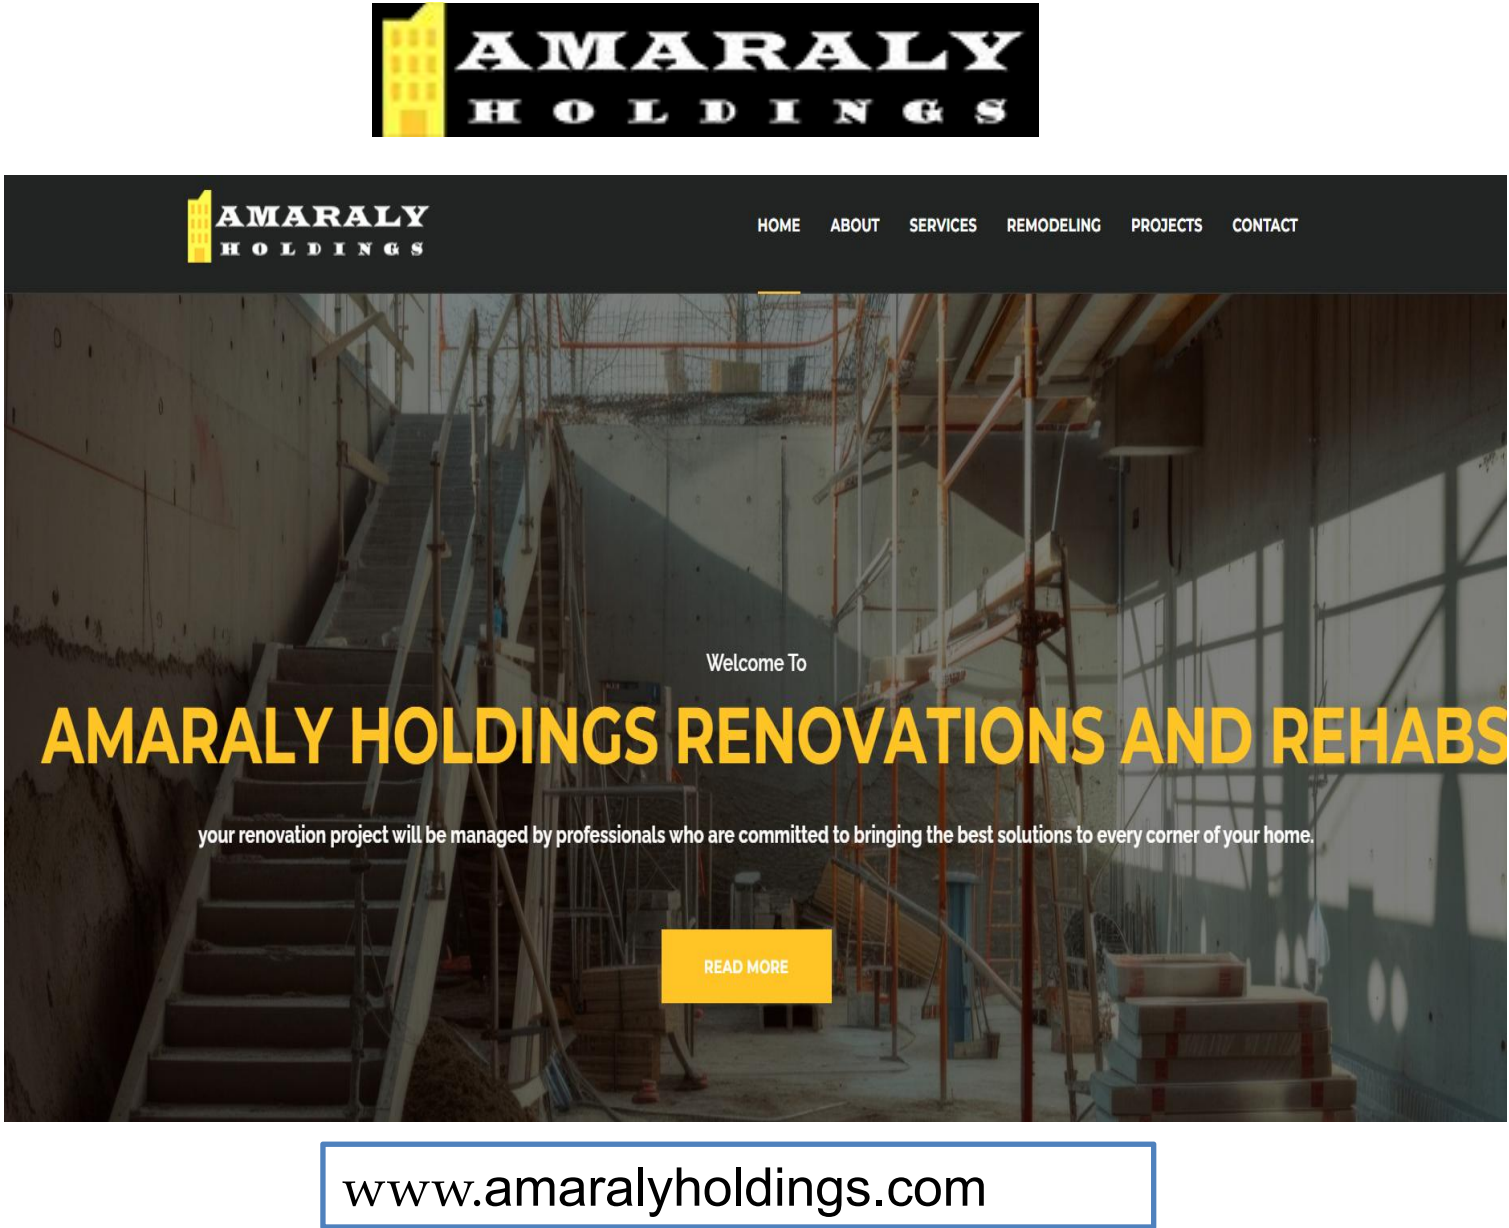 AMARALY
HOLDINGS
AMARALY
HOLDINGS
HOME ABOUT SERVICES REMODELING PROJECTS CONTACT
Welcome To
AMARALY HOLDINGS RENOVATIONS AND REHABS
your renovation project will be managed by professionals who are committed to bringing the best solutions to every corner of your home.
READ MORE
www.amaralyholdings.com